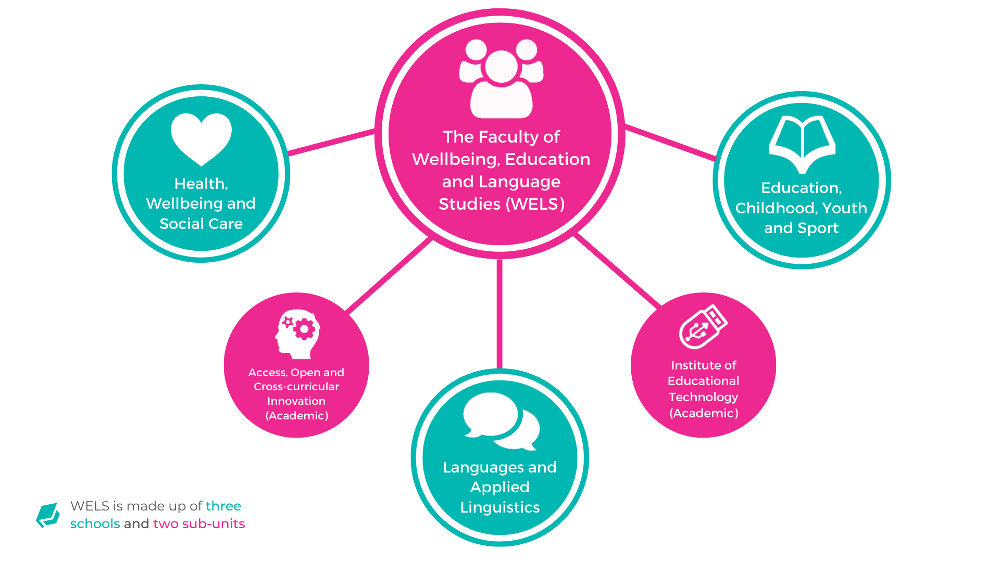 The Faculty of
Wellbeing, Education
and Language
Studies (WELS)
Health,
Wellbeing and
Social Care
Education,
Childhood, Youth
and Sport
Access, Open and
Cross-curricular
Innovation
(Academic)
Institute of
Educational
Technology
(Academic)
Languages and
Applied
Linguistics
WELS is made up of three
schools and two sub-units